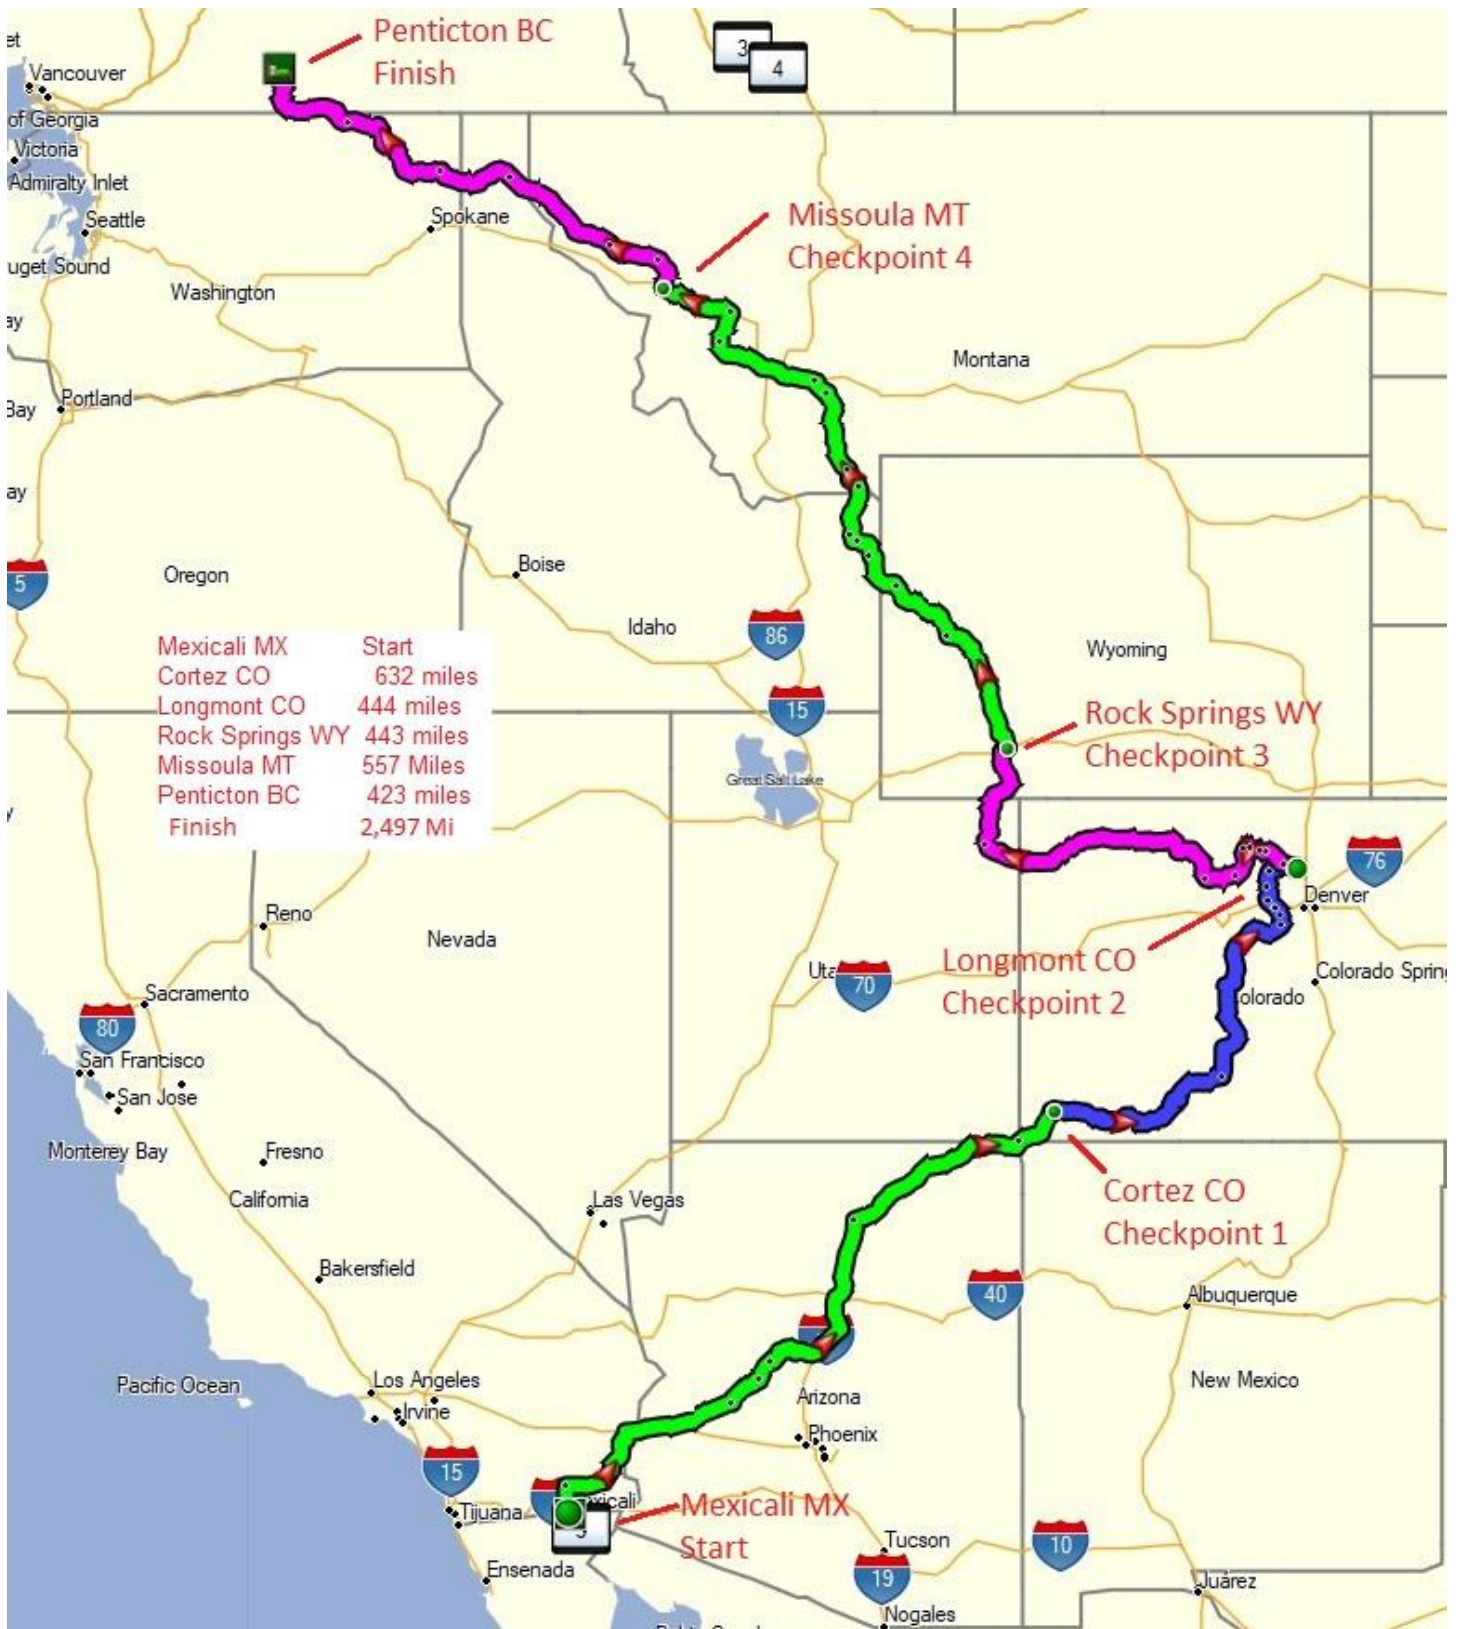 Penticton BC
Finish
3
4
Vancouver
of Georgia
Victoria
Admiralty Inlet
Seattle
Spokane
Missoula MT
Checkpoint 4
Washington
Montana
Portland
Bay
5
Oregon
Boise
Idaho
86
Wyoming
15
Mexicali MX Start
Cortez CO 632 miles
Longmont CO 444 miles
Rock Springs WY 443 miles
Missoula MT 557 Miles
Penticton BC 423 miles
Finish 2,497 Mi
Rock Springs WY
Checkpoint 3
Great Salt Lake
76
Denver
Reno
Nevada
Longmont CO
Checkpoint 2
70
Colorado Spring
olorado
Sacramento
80
San Francisco
San Jose
Monterey Bay
Fresno
California
Las Vegas
Cortez CO
Checkpoint 1
Bakersfield
40
Albuquerque
Pacific Ocean
Los Angeles
Irvine
Arizona
New Mexico
Phoenix
15
xicali
Mexicali MX
Start
Tijuana
Ensenada
Tucson
10
19
Juárez
Nogales